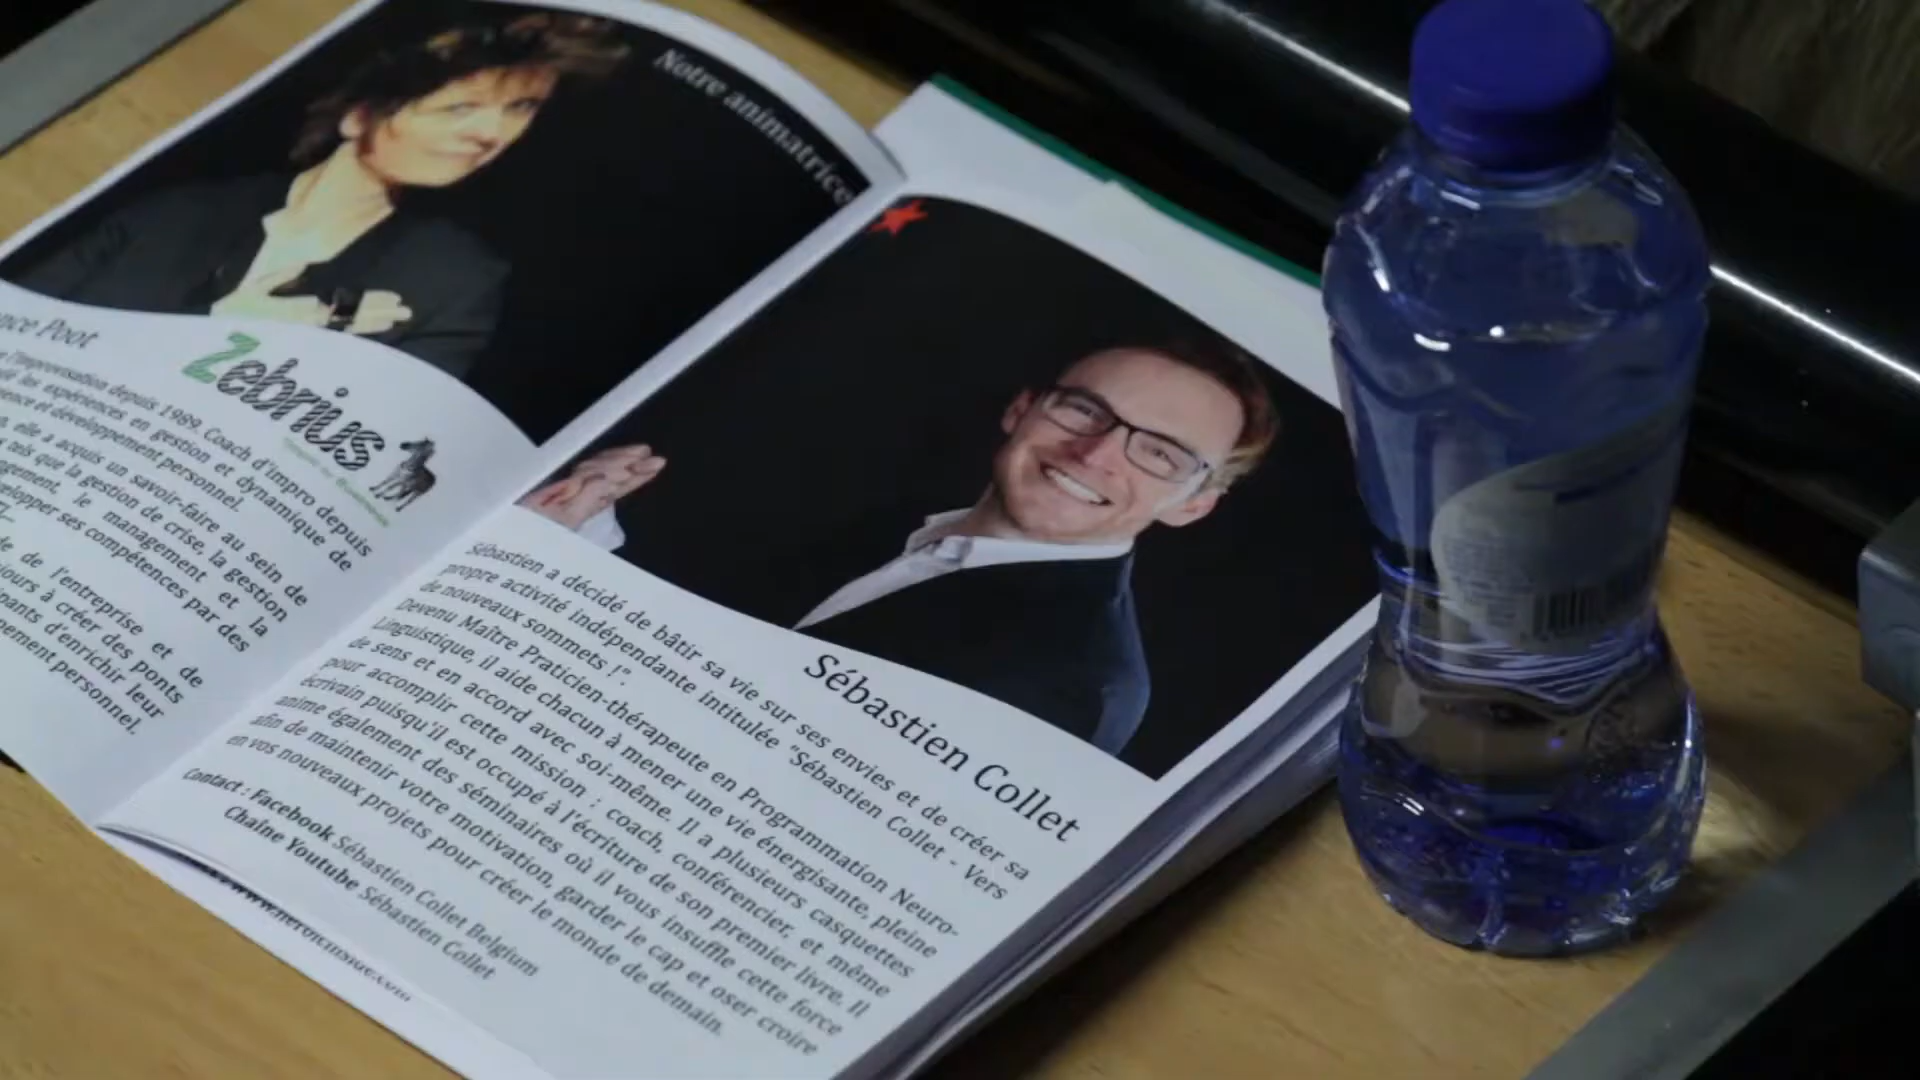 Notre animatrice
nce Poot
Zebrius
l'improvisation depuis 1989. Coach d'impro depuis
les expériences en gestion et dynamique de
et développement personnel.
elle a acquis un savoir-faire au sein de
tels que la gestion de crise, la gestion
le management et la
ses compétences par des
de de l'entreprise et de
à créer des ponts
d'enrichir leur
personnel.
Sébastien Collet
Sébastien a décidé de bâtir sa vie sur ses envies et de créer sa
propre activité indépendante intitulée "Sébastien Collet - Vers
de nouveaux sommets !".
Devenu Maître Praticien-thérapeute en Programmation Neuro-
Linguistique, il aide chacun à mener une vie énergisante, pleine
de sens et en accord avec soi-même. Il a plusieurs casquettes
pour accomplir cette mission : coach, conférencier, et même
écrivain puisqu'il est occupé à l'écriture de son premier livre. Il
anime également des séminaires où il vous insuffle cette force
afin de maintenir votre motivation, garder le cap et oser croire
en vos nouveaux projets pour créer le monde de demain.
Contact : Facebook Sébastien Collet Belgium
Chaîne Youtube Sébastien Collet